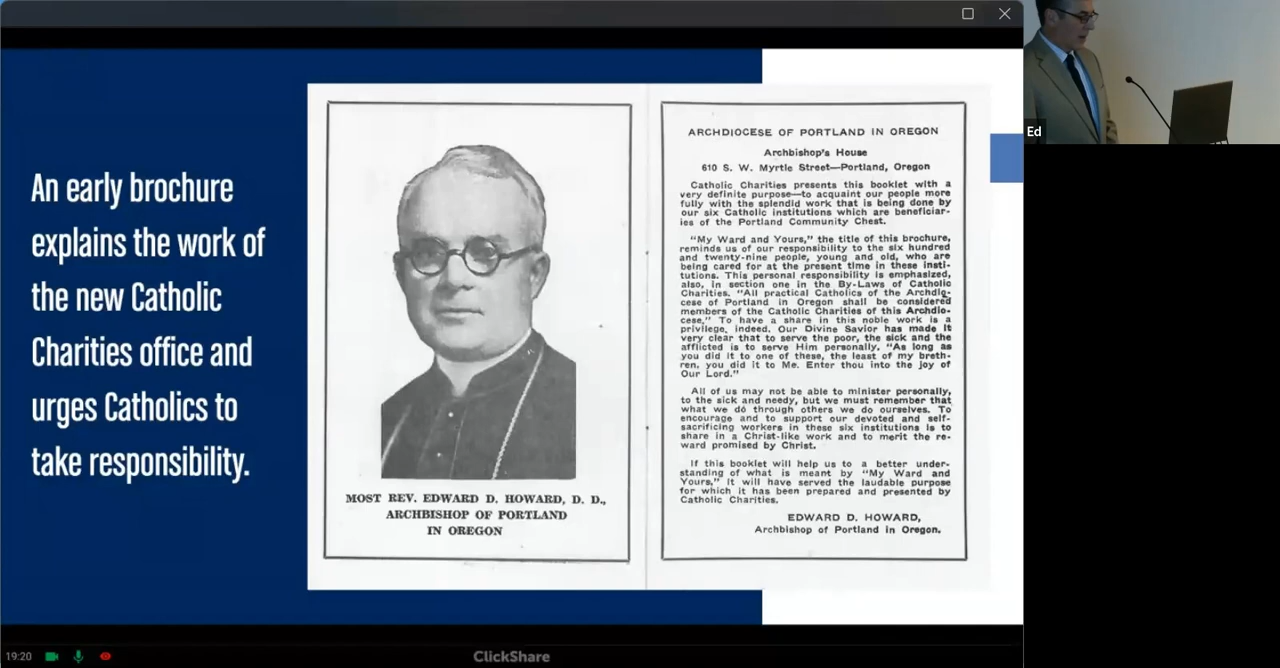 An early brochure
explains the work of
the new Catholic
Charities office and
urges Catholics to
take responsibility.
MOST REV. EDWARD D. HOWARD, D. D.,
ARCHBISHOP OF PORTLAND
IN OREGON
ARCHDIOCESE OF PORTLAND IN OREGON
Archbishop's House
610 S. W. Myrtle Street—Portland, Oregon
Catholic Charities presents this booklet with a
very definite purpose—to acquaint our people more
fully with the splendid work that is being done by
our six Catholic institutions which are beneficiar-
ies of the Portland Community Chest.
"My Ward and Yours," the title of this brochure,
reminds us of our responsibility to the six hundred
and twenty-nine people, young and old, who are
being cared for at the present time in these insti-
tutions. This personal responsibility is emphasized,
also, in section one in the By-Laws of Catholic
Charities. "All practical Catholics of the Archdio-
cese of Portland in Oregon shall be considered
members of the Catholic Charities of this Archdio-
cese," To have a share in this noble work is a
privilege, indeed. Our Divine Savior has made it
very clear that to serve the poor, the sick and the
afflicted is to serve Him personally. "As long as
you did it to one of these, the least of my breth-
ren, you did it to Me. Enter thou into the joy of
Our Lord."
All of us may not be able to minister personally,
to the sick and needy, but we must remember that
what we do through others we do ourselves. To
encourage and to support our devoted and self-
sacrificing workers in these six institutions is to
share in a Christ-like work and to merit the re-
ward promised by Christ.
If this booklet will help us to a better under-
standing of what is meant by "My Ward and
Yours," it will have served the laudable purpose
for which it has been prepared and presented by
Catholic Charities.
EDWARD D. HOWARD,
Archbishop of Portland in Oregon.
Ed
19:20
ClickShare